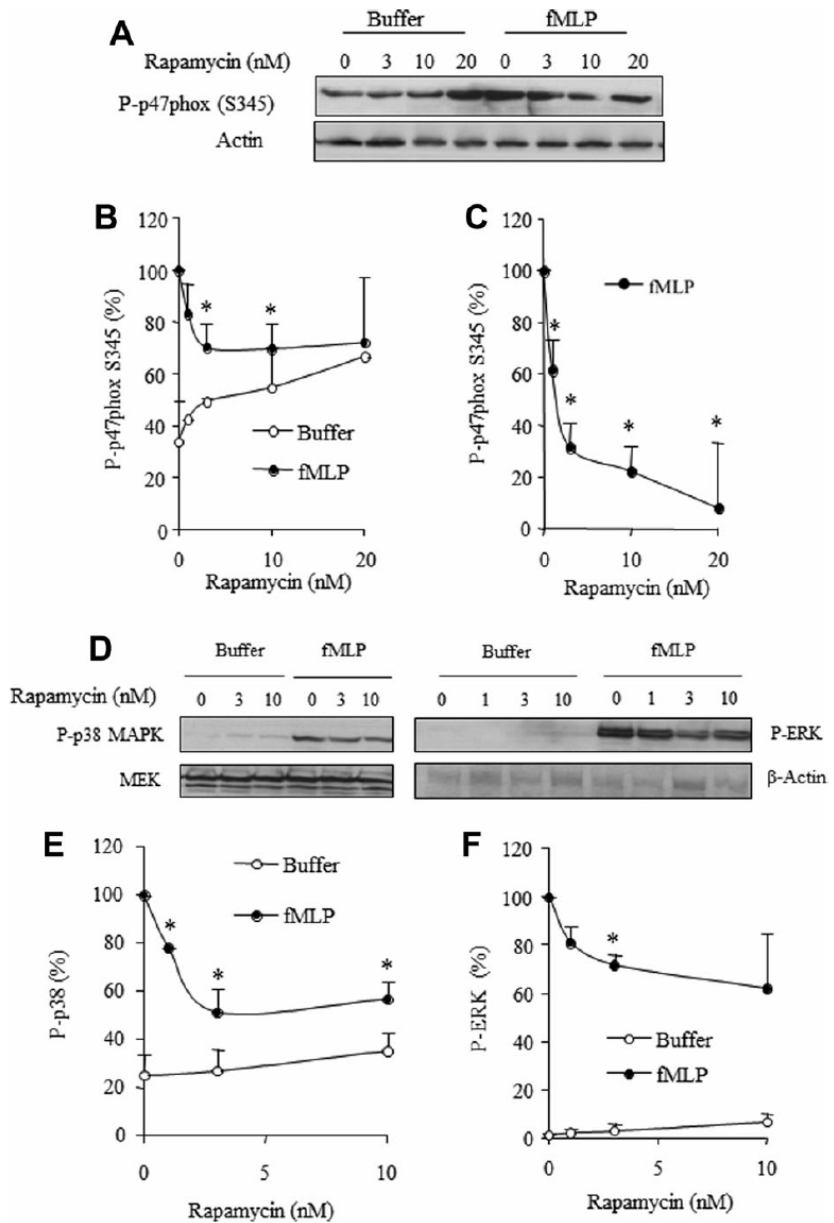 A
Buffer fMLP
Rapamycin (nM) 0 3 10 20 0 3 10 20
P-p47phox (S345)
Actin
B
120
100
80
60
40
20
0
P-p47phox S345 (%)
* *
Buffer
fMLP
0 10 20
Rapamycin (nM)
C
120
100
80
60
40
20
0
P-p47phox S345 (%)
fMLP
* * * *
0 10 20
Rapamycin (nM)
D
Buffer fMLP Buffer fMLP
Rapamycin (nM) 0 3 10 0 3 10 0 1 3 10 0 1 3 10
P-p38 MAPK P-ERK
MEK β-Actin
E
120
100
80
60
40
20
0
P-p38 (%)
Buffer
fMLP
* * *
0 5 10
Rapamycin (nM)
F
120
100
80
60
40
20
0
P-ERK (%)
*
Buffer
fMLP
0 5 10
Rapamycin (nM)